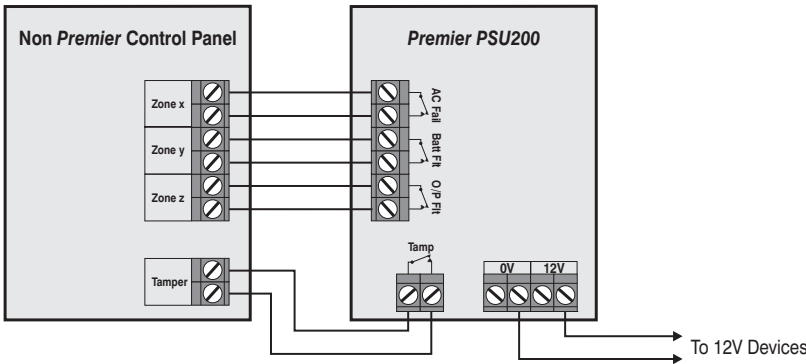 Non Premier Control Panel
Premier PSU200
Zone x
Zone y
Zone z
Tamper
AC Fail
Batt Flt
O/P Flt
Tamp
0V 12V
To 12V Devices